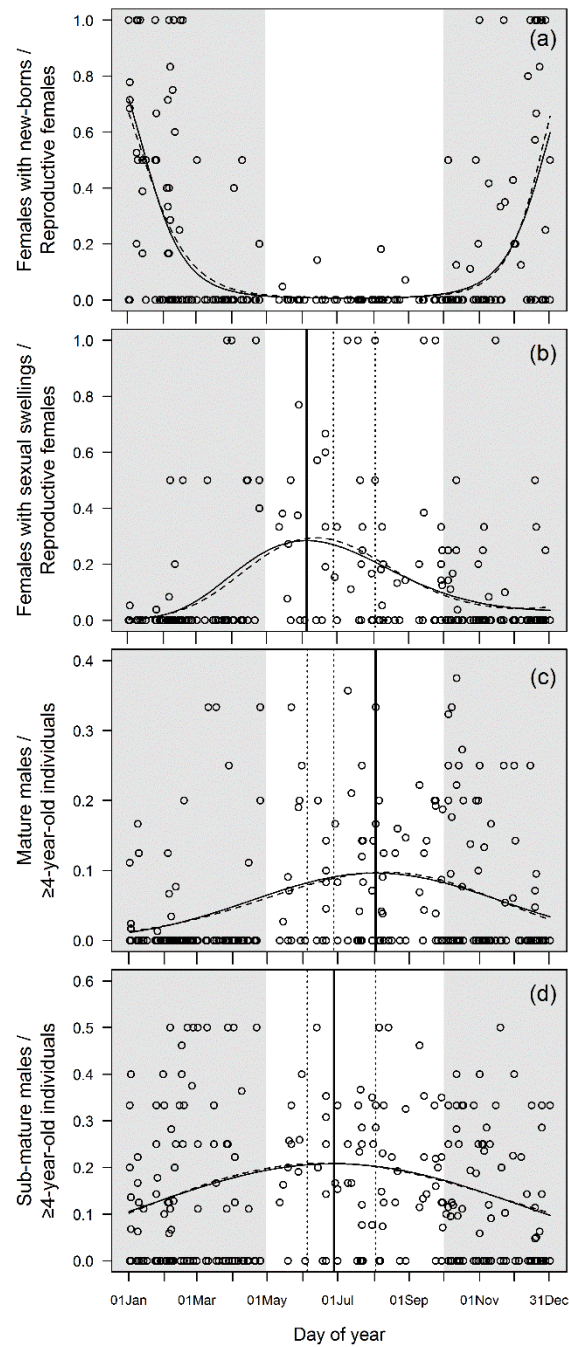 (a)
Females with new-borns /
Reproductive females
1.0
0.8
0.6
0.4
0.2
0.0
(b)
Females with sexual swellings /
Reproductive females
1.0
0.8
0.6
0.4
0.2
0.0
(c)
Mature males /
≥4-year-old individuals
0.4
0.3
0.2
0.1
0.0
(d)
Sub-mature males /
≥4-year-old individuals
0.6
0.5
0.4
0.3
0.2
0.1
0.0
01Jan 01Mar 01May 01Jul 01Sep 01Nov 31Dec
Day of year